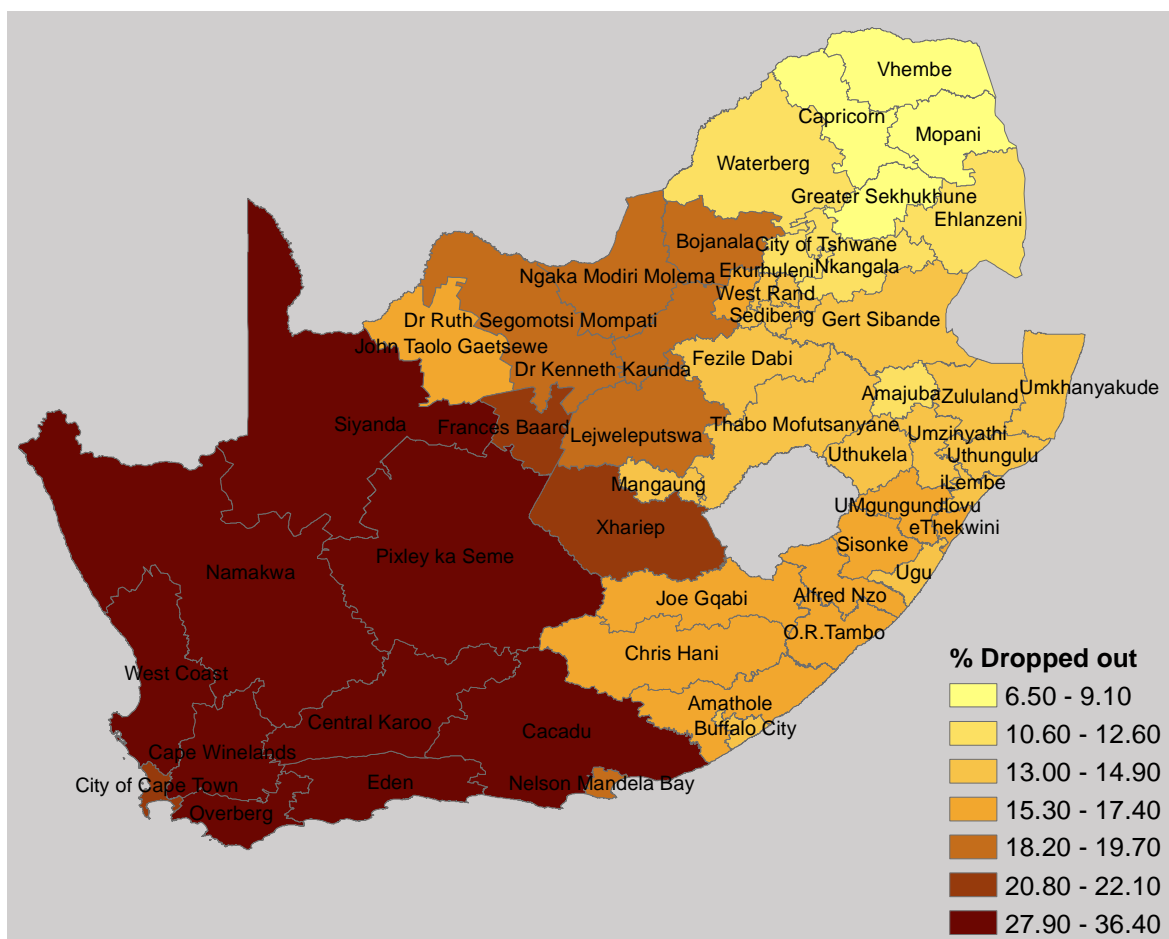 Vhembe
Capricorn
Mopani
Waterberg
Greater Sekhukhune
Ehlanzeni
Bojanala
City of Tshwane
Ngaka Modiri Molema
Ekurhuleni
Nkangala
West Rand
Sedibeng
Gert Sibande
Dr Ruth Segomotsi Mompati
John Taolo Gaetsewe
Fezile Dabi
Dr Kenneth Kaunda
Amajuba
Zululand
Umkhanyakude
Siyanda
Frances Baard
Lejweleputswa
Thabo Mofutsanyane
Umzinyathi
Uthukela
Uthungulu
Mangaung
iLembe
UMgungundlovu
Xhariep
eThekwini
Pixley ka Seme
Sisonke
Namakwa
Ugu
Joe Gqabi
Alfred Nzo
O.R.Tambo
Chris Hani
West Coast
Amathole
Central Karoo
Cacadu
Buffalo City
Cape Winelands
City of Cape Town
Eden
Nelson Mandela Bay
Overberg
% Dropped out
6.50 - 9.10
10.60 - 12.60
13.00 - 14.90
15.30 - 17.40
18.20 - 19.70
20.80 - 22.10
27.90 - 36.40